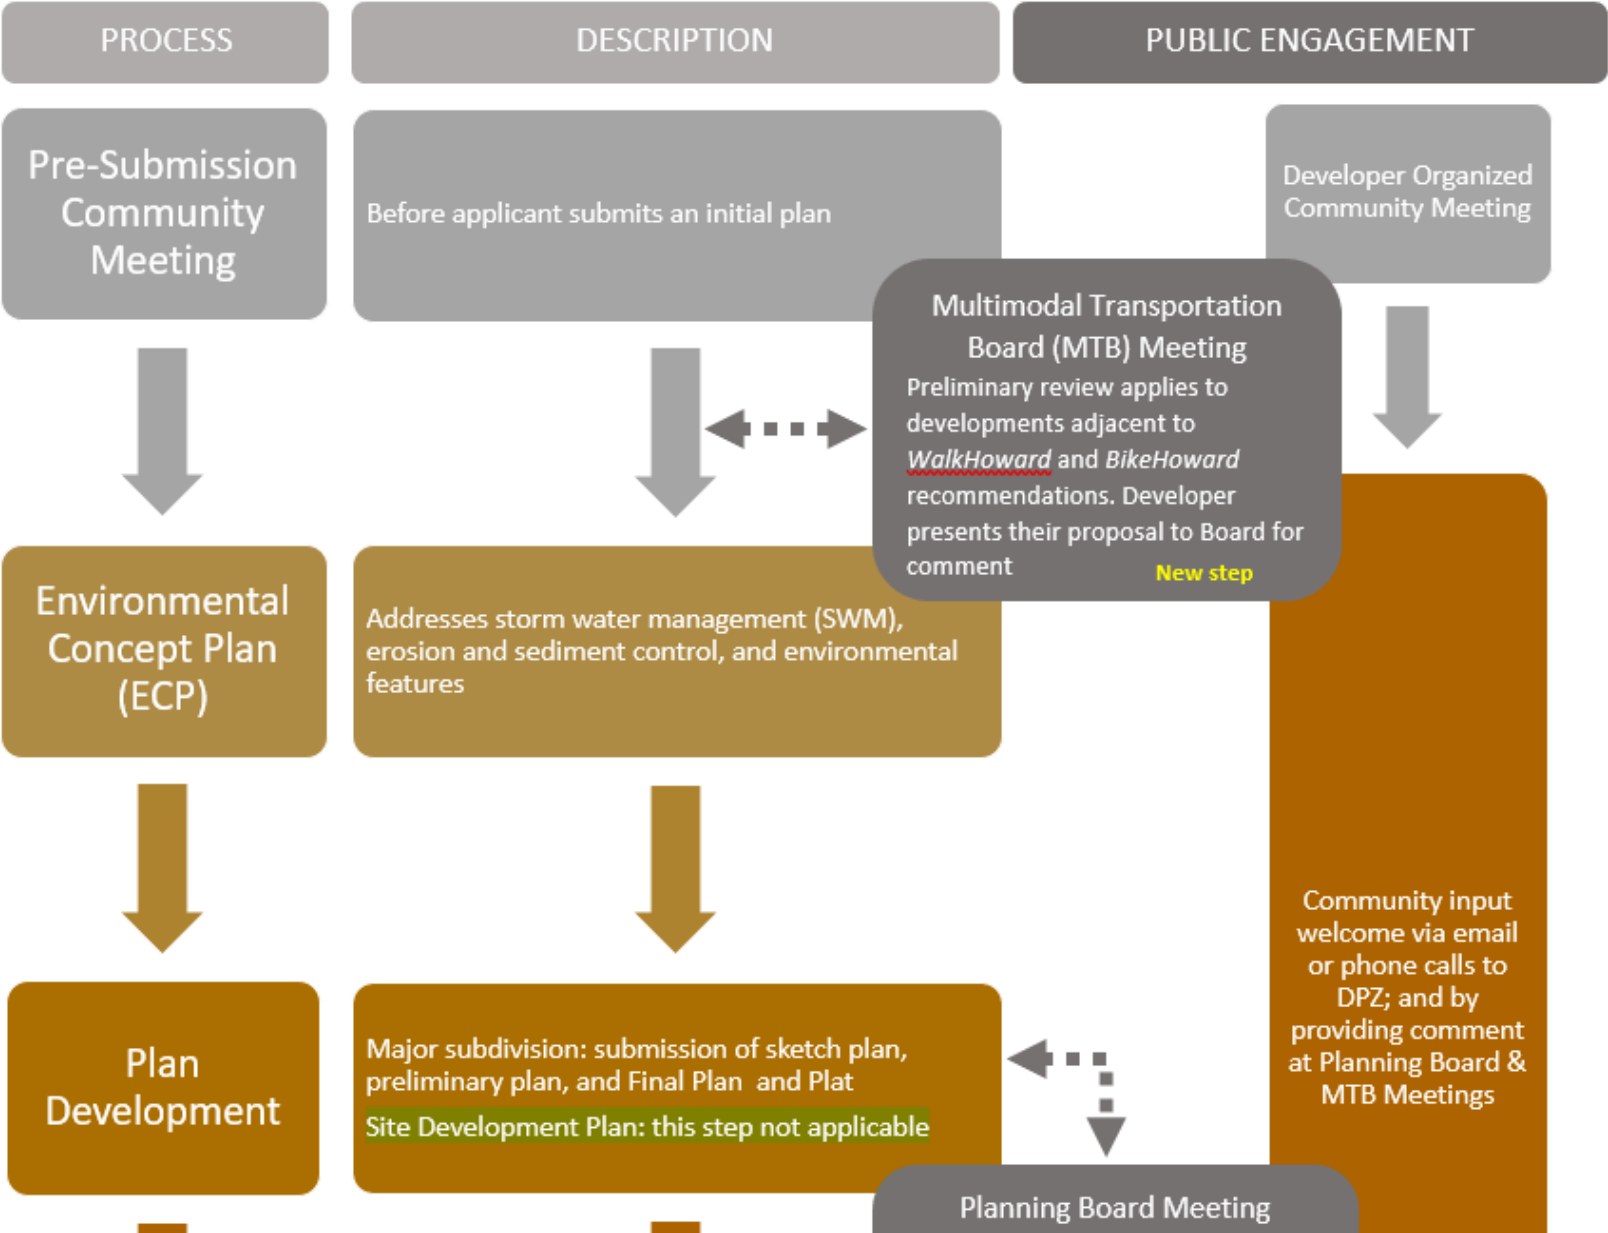 PROCESS
DESCRIPTION
PUBLIC ENGAGEMENT
Pre-Submission
Community
Meeting
Before applicant submits an initial plan
Developer Organized
Community Meeting
Multimodal Transportation
Board (MTB) Meeting
Preliminary review applies to
developments adjacent to
WalkHoward and BikeHoward
recommendations. Developer
presents their proposal to Board for
comment
New step
Environmental
Concept Plan
(ECP)
Addresses storm water management (SWM),
erosion and sediment control, and environmental
features
Community input
welcome via email
or phone calls to
DPZ; and by
providing comment
at Planning Board &
MTB Meetings
Plan
Development
Major subdivision: submission of sketch plan,
preliminary plan, and Final Plan and Plat
Site Development Plan: this step not applicable
Planning Board Meeting